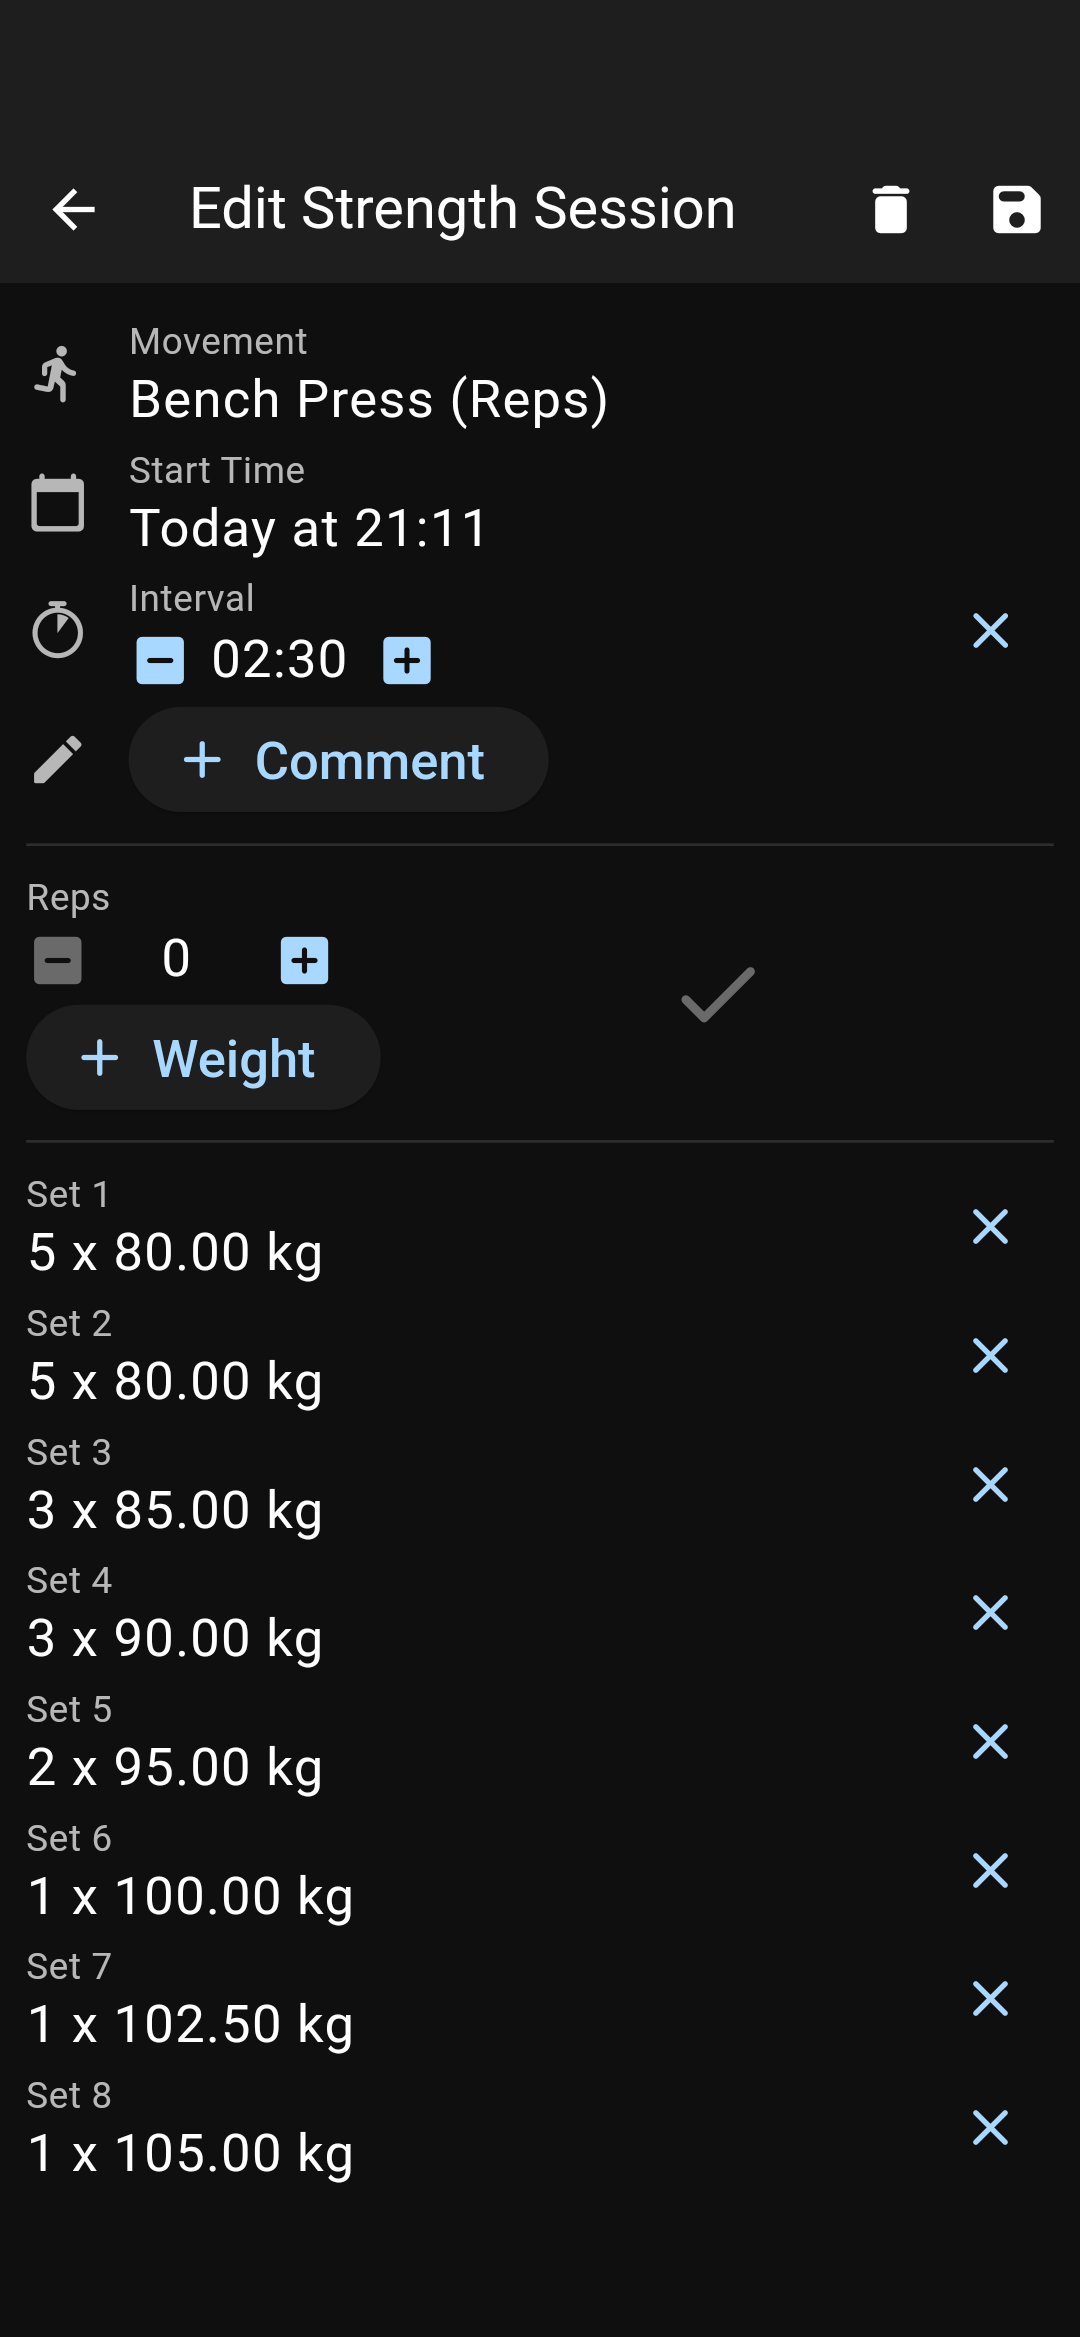 Edit Strength Session
Movement
Bench Press (Reps)
Start Time
Today at 21:11
Interval
02:30
Comment
Reps
0
Weight
Set 1
5 x 80.00 kg
Set 2
5 x 80.00 kg
Set 3
3 x 85.00 kg
Set 4
3 x 90.00 kg
Set 5
2 x 95.00 kg
Set 6
1 x 100.00 kg
Set 7
1 x 102.50 kg
Set 8
1 x 105.00 kg